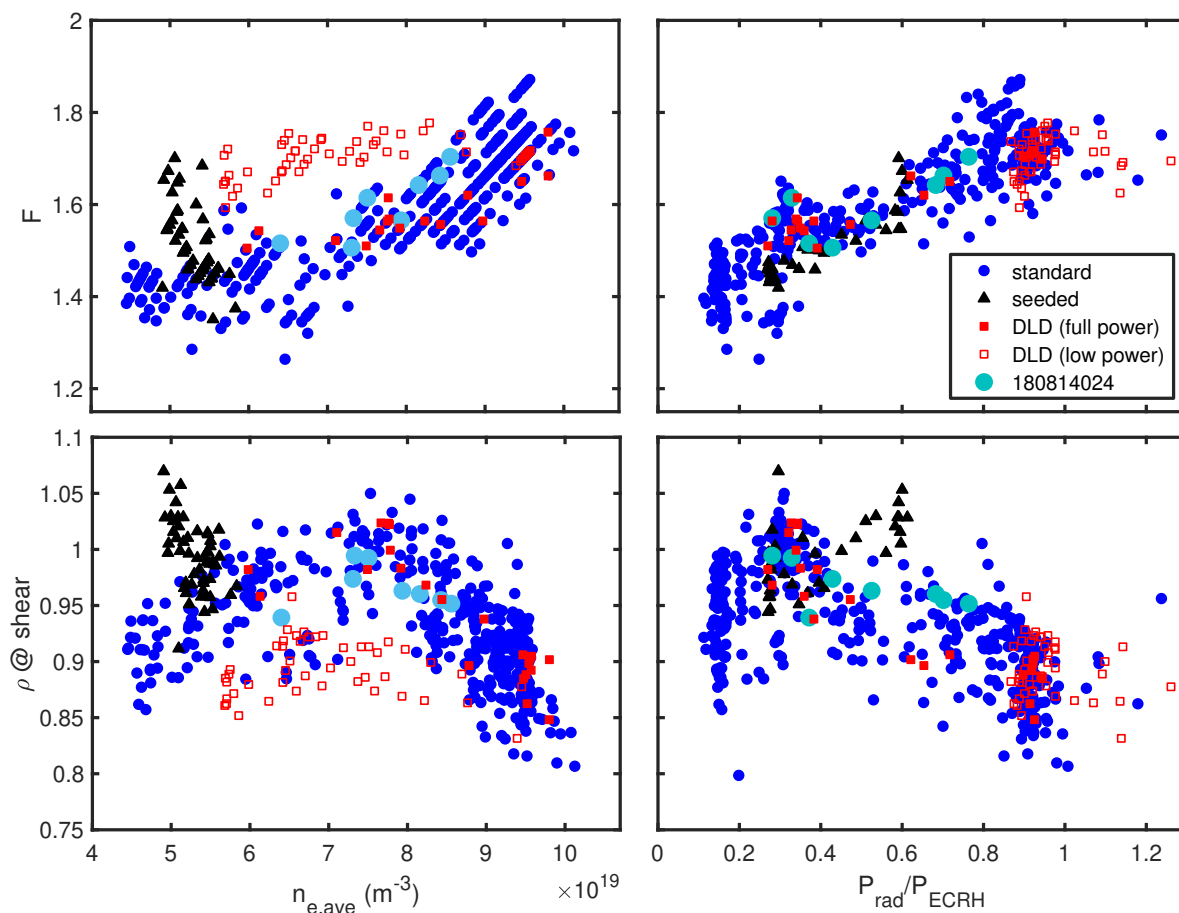 2
1.8
1.6
1.4
1.2
F
standard
seeded
DLD (full power)
DLD (low power)
180814024
1.1
1.05
1
0.95
0.9
0.85
0.8
0.75
ρ @ shear
4 5 6 7 8 9 10
×10^19
n_e,ave (m^-3)
0 0.2 0.4 0.6 0.8 1 1.2
P_rad/P_ECRH